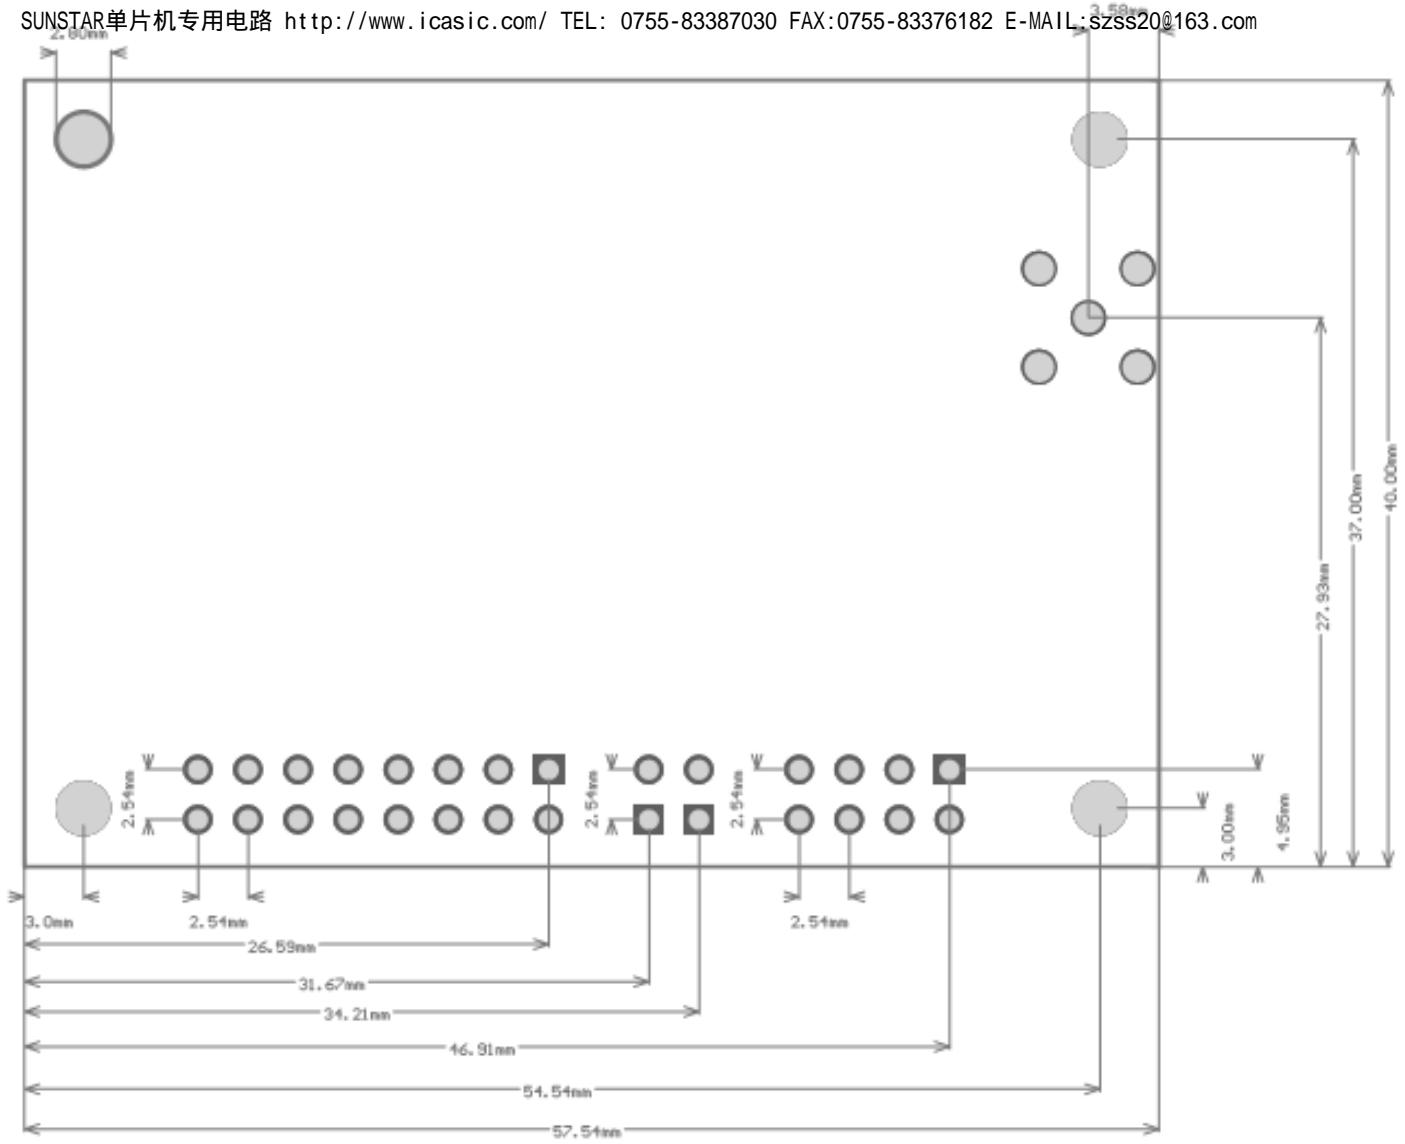 SUNSTAR单片机专用电路 http://www.icasic.com/ TEL: 0755-83387030 FAX:0755-83376182 E-MAIL:szss20@163.com
3.58mm
2.80mm
40.00mm
37.00mm
27.93mm
2.54mm
2.54mm
2.54mm
3.00mm
4.95mm
3.0mm
2.54mm
2.54mm
26.59mm
31.67mm
34.21mm
46.91mm
54.54mm
57.54mm